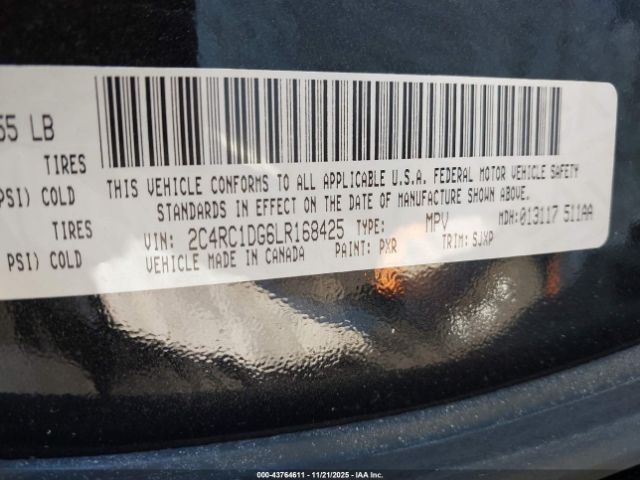 55 LB
TIRES
PSI) COLD
TIRES
PSI) COLD
THIS VEHICLE CONFORMS TO ALL APPLICABLE U.S.A. FEDERAL MOTOR VEHICLE SAFETY
STANDARDS IN EFFECT ON THE DATE OF MANUFACTURE SHOWN ABOVE.
VIN: 2C4RC1DG6LR168425 TYPE: MPV MDH: 013117 511AA
VEHICLE MADE IN CANADA PAINT: PXR TRIM: SJXP
000-43764611 - 11/21/2025 - IAA Inc.